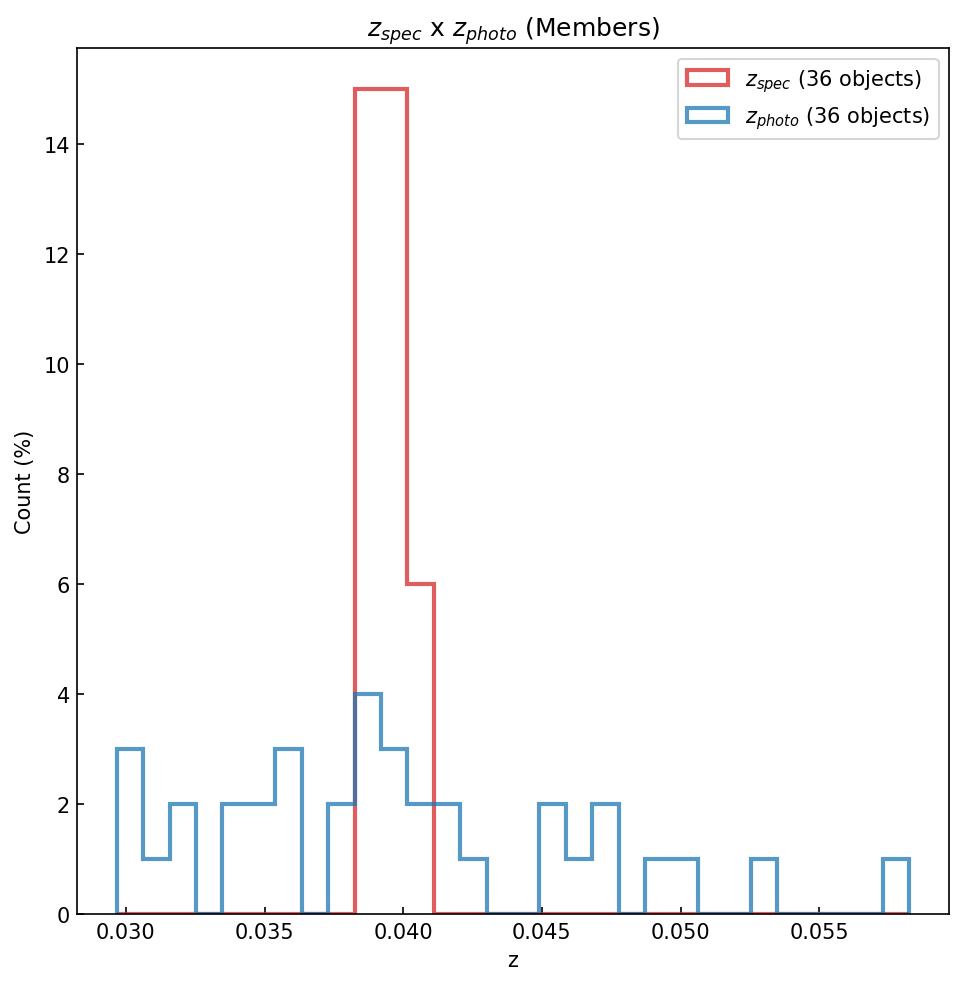 z_spec x z_photo (Members)
z_spec (36 objects)
z_photo (36 objects)
Count (%)
14
12
10
8
6
4
2
0
0.030 0.035 0.040 0.045 0.050 0.055
z